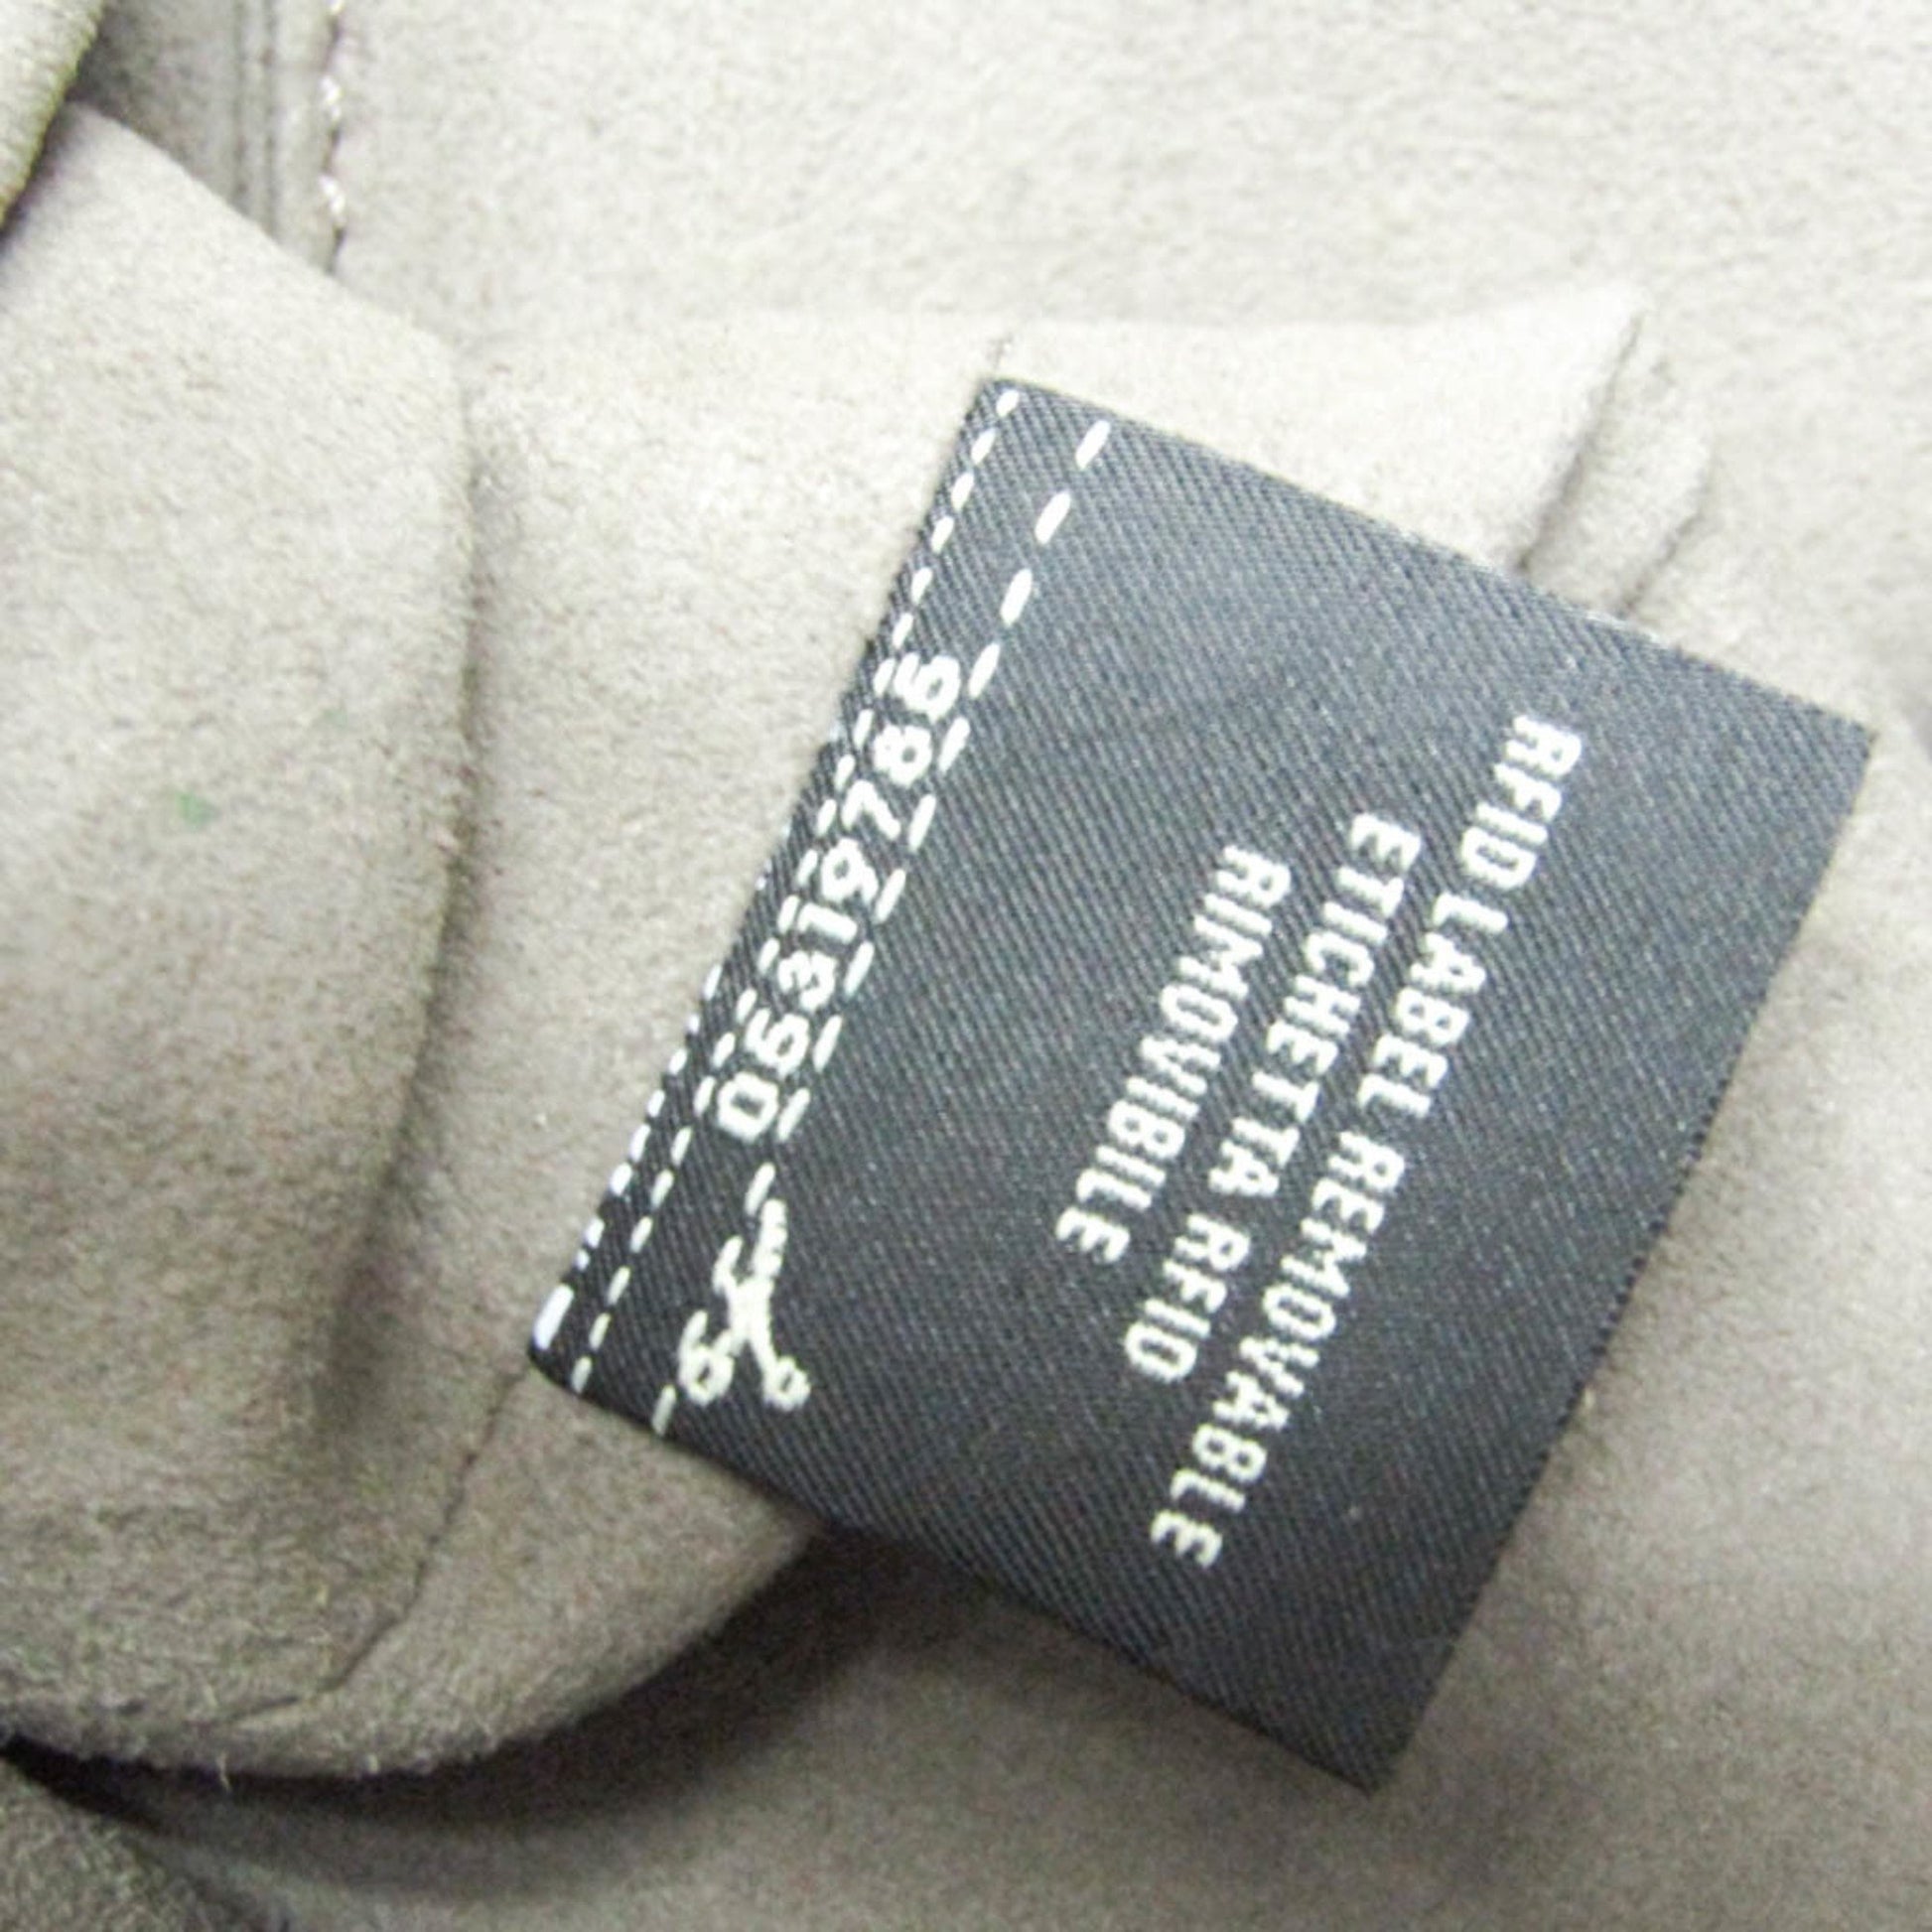 RFID LABEL REMOVABLE
ETICHETTA RFID
RIMOVIBILE
06319786